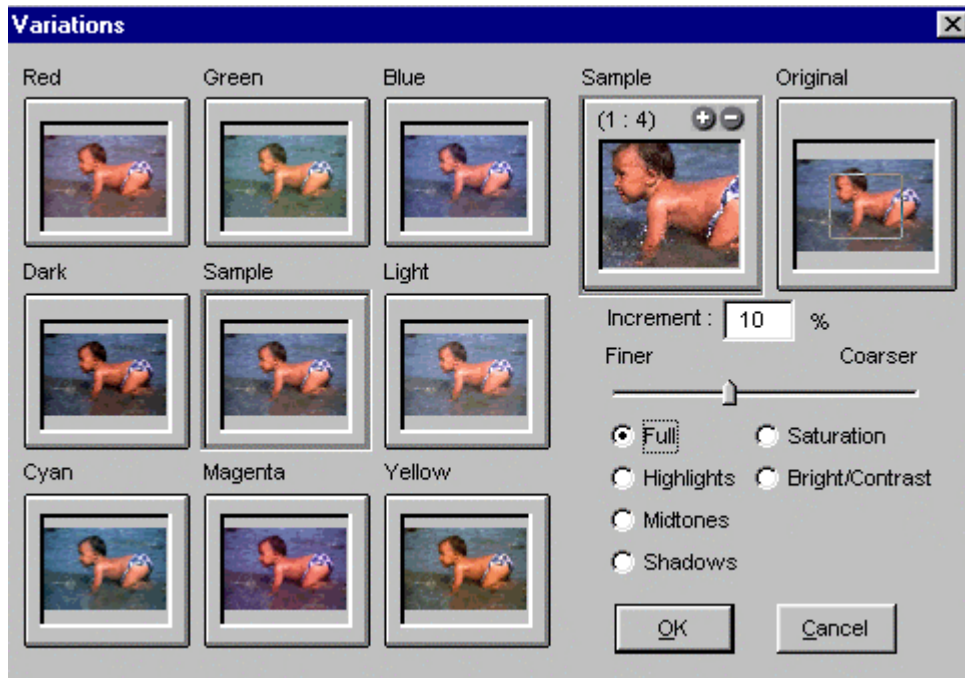 Variations
Red Green Blue Sample Original
(1 : 4)
Dark Sample Light
Increment : 10 %
Finer Coarser
Full Saturation
Cyan Magenta Yellow
Highlights Bright/Contrast
Midtones
Shadows
OK Cancel